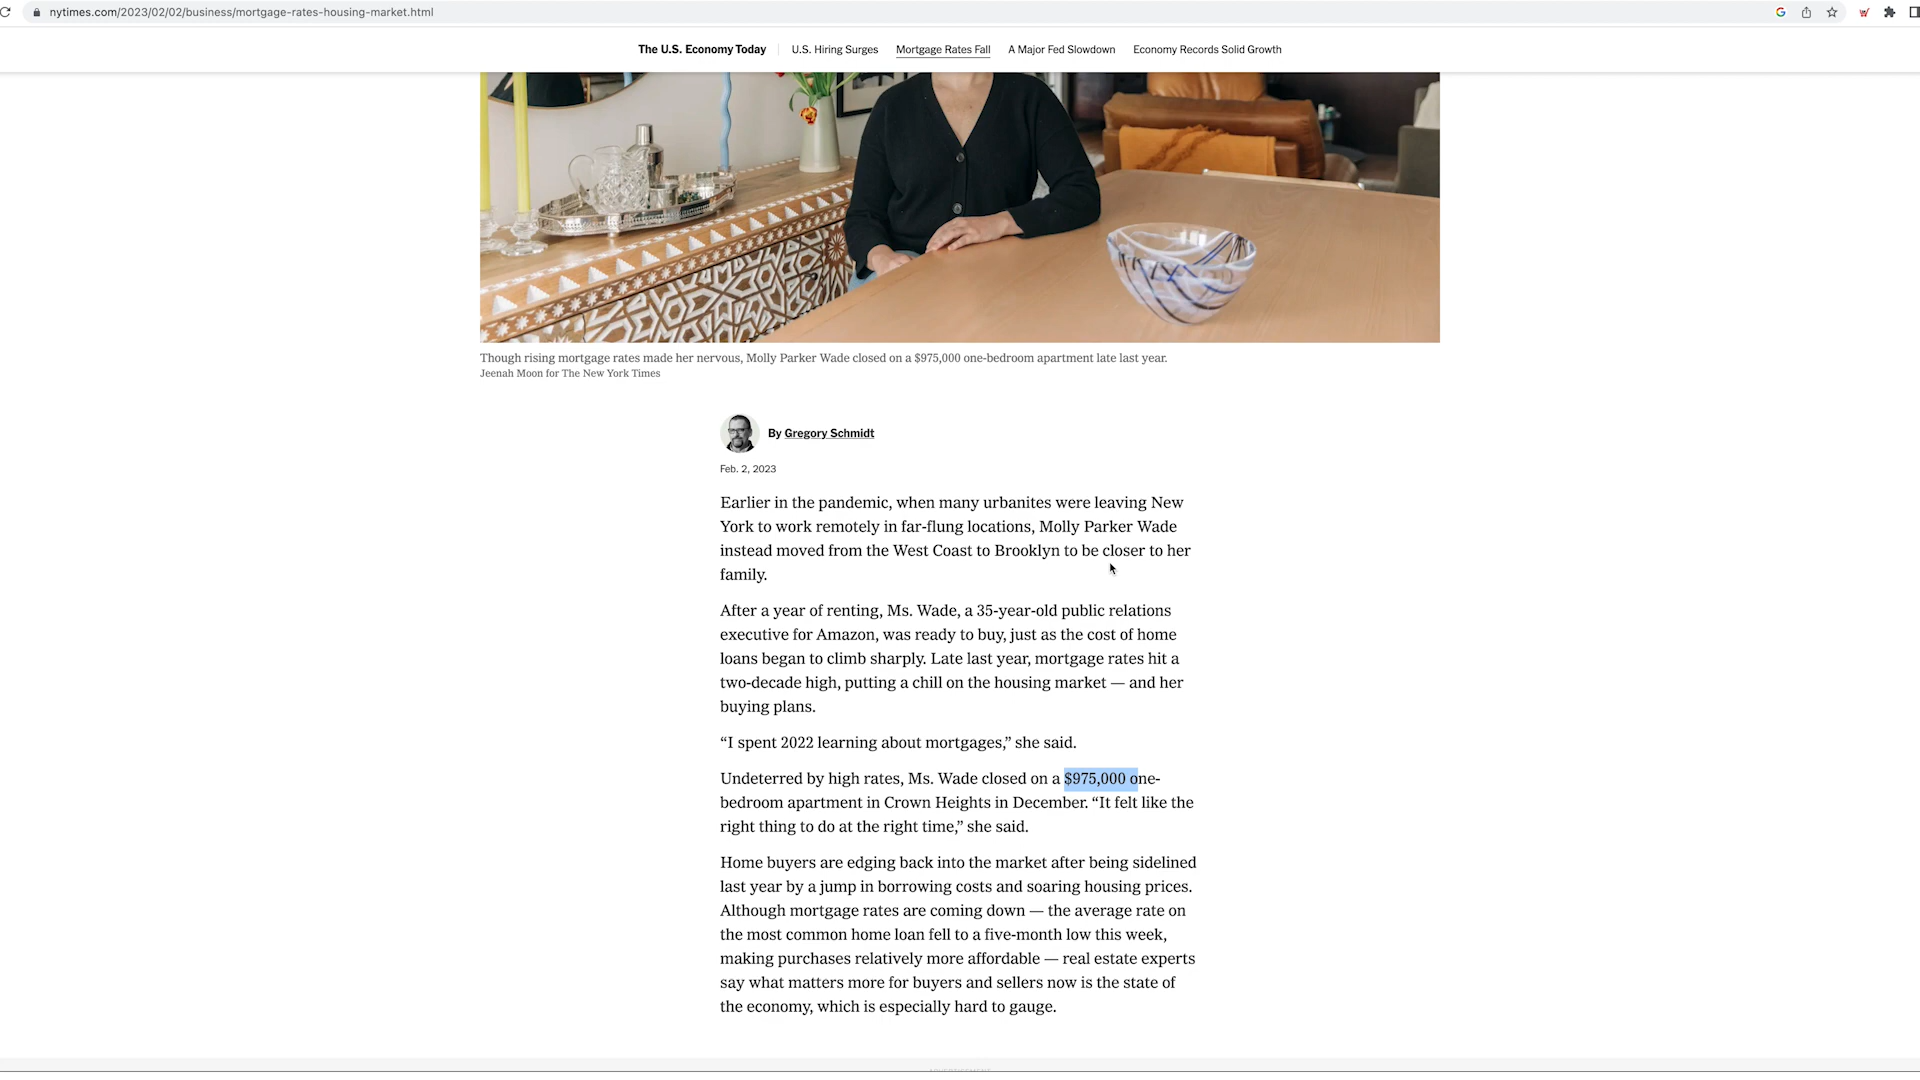 nytimes.com/2023/02/02/business/mortgage-rates-housing-market.html
The U.S. Economy Today U.S. Hiring Surges Mortgage Rates Fall A Major Fed Slowdown Economy Records Solid Growth
Though rising mortgage rates made her nervous, Molly Parker Wade closed on a $975,000 one-bedroom apartment late last year.
Jeenah Moon for The New York Times
By Gregory Schmidt
Feb. 2, 2023
Earlier in the pandemic, when many urbanites were leaving New
York to work remotely in far-flung locations, Molly Parker Wade
instead moved from the West Coast to Brooklyn to be closer to her
family.
After a year of renting, Ms. Wade, a 35-year-old public relations
executive for Amazon, was ready to buy, just as the cost of home
loans began to climb sharply. Late last year, mortgage rates hit a
two-decade high, putting a chill on the housing market — and her
buying plans.
“I spent 2022 learning about mortgages,” she said.
Undeterred by high rates, Ms. Wade closed on a $975,000 one-
bedroom apartment in Crown Heights in December. “It felt like the
right thing to do at the right time,” she said.
Home buyers are edging back into the market after being sidelined
last year by a jump in borrowing costs and soaring housing prices.
Although mortgage rates are coming down — the average rate on
the most common home loan fell to a five-month low this week,
making purchases relatively more affordable — real estate experts
say what matters more for buyers and sellers now is the state of
the economy, which is especially hard to gauge.